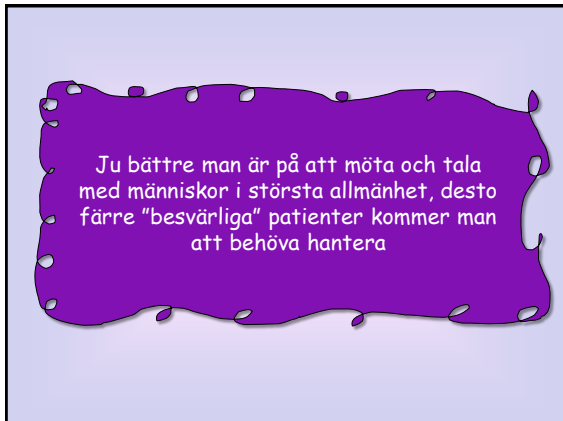 Ju bättre man är på att möta och tala
med människor i största allmänhet, desto
färre ”besvärliga” patienter kommer man
att behöva hantera